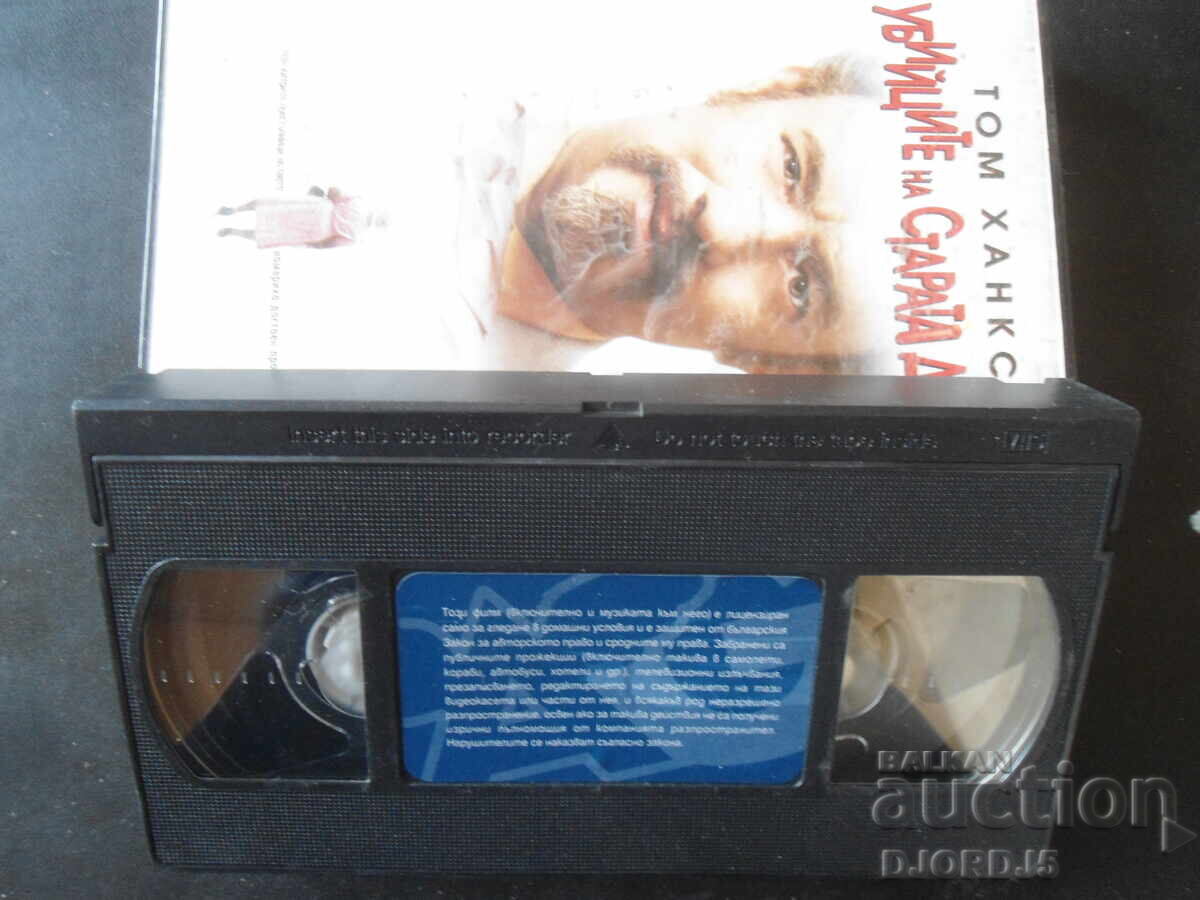 ТОМ ХАНКС
УБИЙЦИТЕ НА СТАРАТА
Insert this side into recorder
Do not touch the tape inside
VHS
Този филм (включително и музиката към него) е лицензиран
само за гледане в домашни условия и е защитен от българския
Закон за авторското право и сродните му права. Забранени са
публичните прожекции (включително такива в самолети,
кораби, автобуси, хотели и др.), телевизионни излъчвания,
презаписването, редактирането на съдържанието на тази
видеокасета или части от нея, и всякакъв род неразрешено
разпространение, освен ако за такива действия не са получени
изрични пълномощия от компанията разпространител.
Нарушителите се наказват съгласно закона.
BALKAN
auction
DJORDJ5